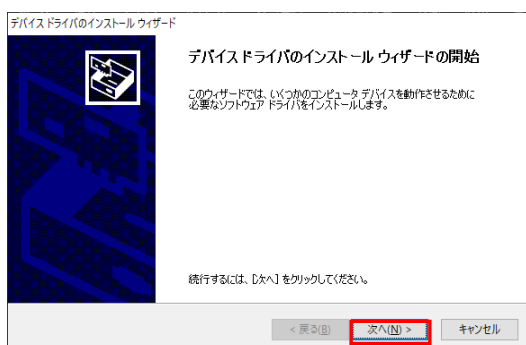 デバイス ドライバのインストール ウィザード
デバイス ドライバのインストール ウィザードの開始
このウィザードでは、いくつかのコンピュータ デバイスを動作させるために
必要なソフトウェア ドライバをインストールします。
続行するには、[次へ] をクリックしてください。
< 戻る(B)
次へ(N) >
キャンセル